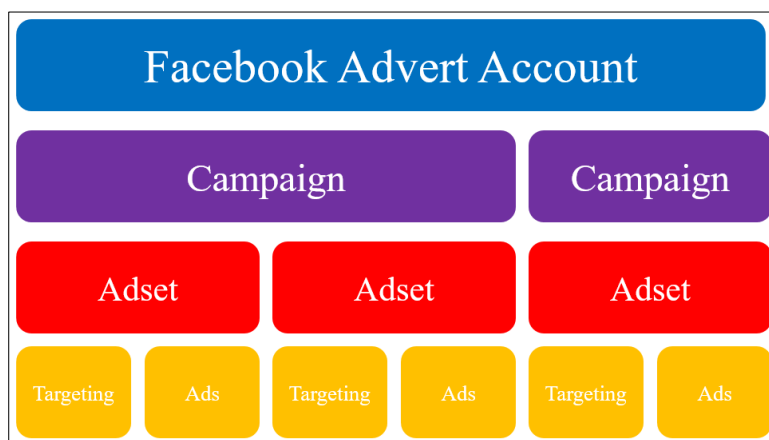 Facebook Advert Account
Campaign Campaign
Adset Adset Adset
Targeting Ads Targeting Ads Targeting Ads